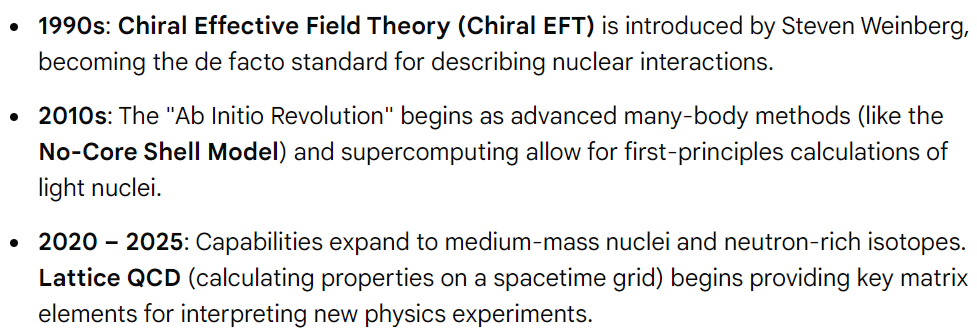 • 1990s: Chiral Effective Field Theory (Chiral EFT) is introduced by Steven Weinberg,
becoming the de facto standard for describing nuclear interactions.
• 2010s: The "Ab Initio Revolution" begins as advanced many-body methods (like the
No-Core Shell Model) and supercomputing allow for first-principles calculations of
light nuclei.
• 2020 – 2025: Capabilities expand to medium-mass nuclei and neutron-rich isotopes.
Lattice QCD (calculating properties on a spacetime grid) begins providing key matrix
elements for interpreting new physics experiments.